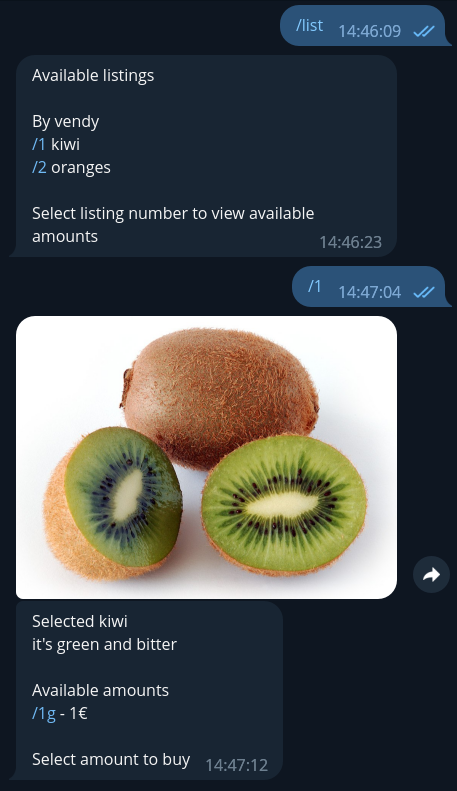 /list 14:46:09
Available listings
By vendy
/1 kiwi
/2 oranges
Select listing number to view available
amounts
14:46:23
/1 14:47:04
Selected kiwi
it's green and bitter
Available amounts
/1g - 1€
Select amount to buy 14:47:12